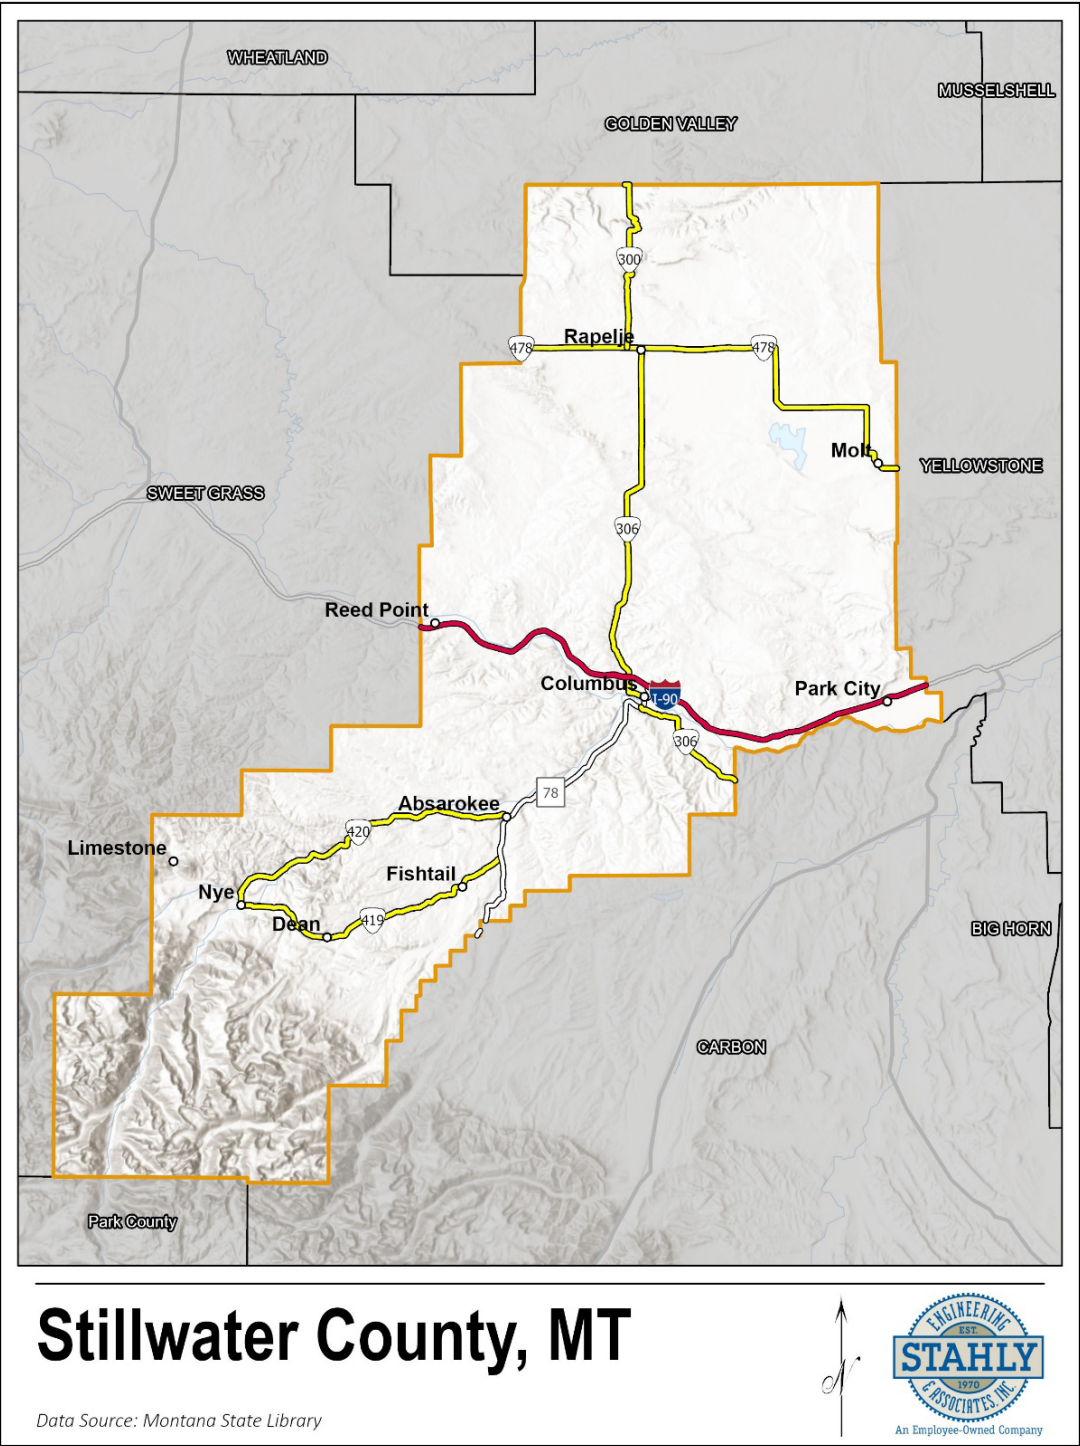 WHEATLAND
MUSSELSHELL
GOLDEN VALLEY
300
Rapelje
478
478
Molt
YELLOWSTONE
SWEET GRASS
306
Reed Point
Columbus
I-90
Park City
306
78
Absarokee
420
Limestone
Fishtail
Nye
Dean
419
BIG HORN
CARBON
Park County
Stillwater County, MT
Data Source: Montana State Library
N
ENGINEERING
EST.
STAHLY
1970
& ASSOCIATES, INC.
An Employee-Owned Company